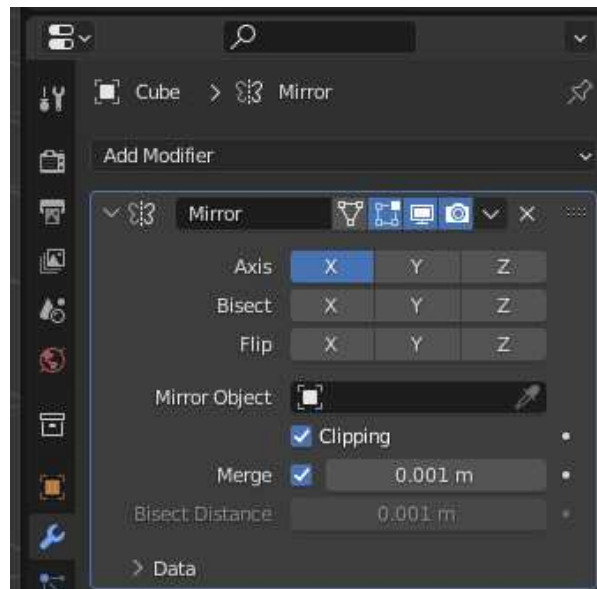 Cube > Mirror
Add Modifier
Mirror
Axis X Y Z
Bisect X Y Z
Flip X Y Z
Mirror Object
Clipping
Merge 0.001 m
Bisect Distance 0.001 m
> Data